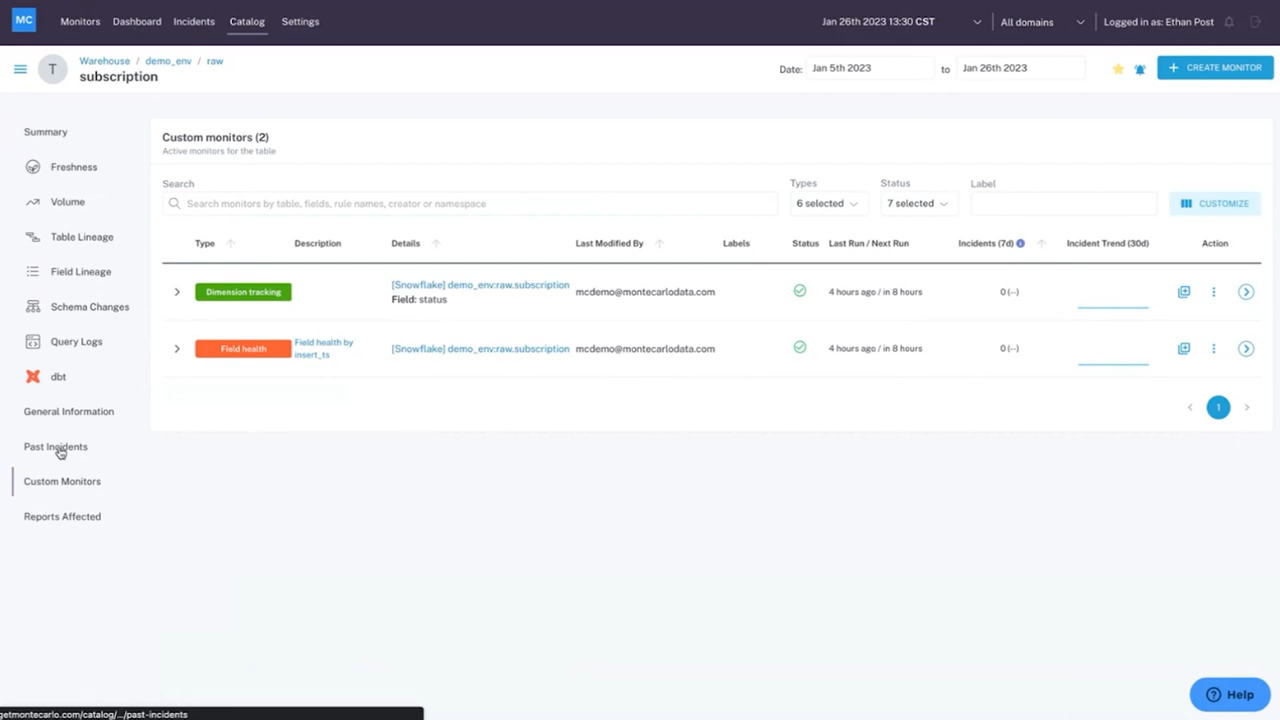 MC Monitors Dashboard Incidents Catalog Settings Jan 26th 2023 13:30 CST All domains Logged in as: Ethan Post
T Warehouse / demo_env / raw
subscription
Date: Jan 5th 2023 to Jan 26th 2023 + CREATE MONITOR
Summary
Freshness
Volume
Table Lineage
Field Lineage
Schema Changes
Query Logs
dbt
General Information
Past Incidents
Custom Monitors
Reports Affected
Custom monitors (2)
Active monitors for the table
Search Types Status Label
Search monitors by table, fields, rule names, creator or namespace 6 selected 7 selected CUSTOMIZE
Type Description Details Last Modified By Labels Status Last Run / Next Run Incidents (7d) Incident Trend (30d) Action
Dimension tracking [Snowflake] demo_env:raw.subscription mcdemo@montecarlodata.com 4 hours ago / in 8 hours 0 (--)
Field: status
Field health Field health by [Snowflake] demo_env:raw.subscription mcdemo@montecarlodata.com 4 hours ago / in 8 hours 0 (--)
insert_ts
1
? Help
getmontecarlo.com/catalog/.../past-incidents